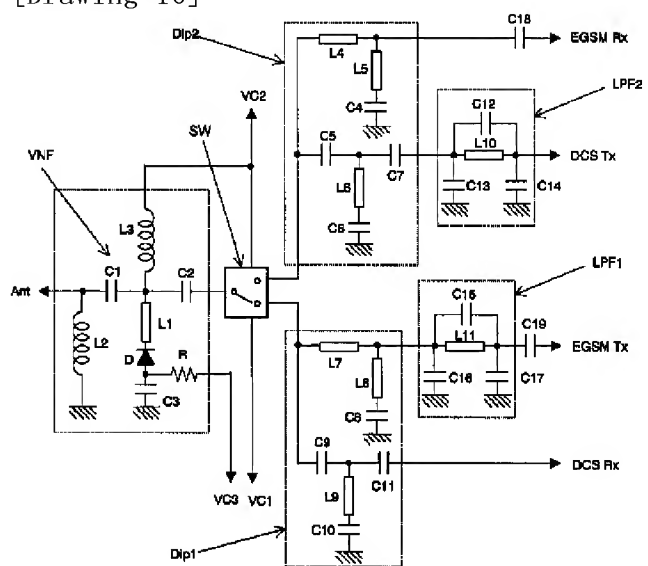 [Drawing 10]
Dip2
C18
EGSM Rx
L4
L5
C4
LPF2
VC2
SW
C12
VNF
C5
L10
DCS Tx
C7
L6
C13
C14
C6
L3
LPF1
C1
C2
C15
Ant
L1
L11
C19
EGSM Tx
L2
D
R
L7
L8
C16
C17
C3
C8
C9
C11
DCS Rx
L9
VC3
VC1
C10
Dip1